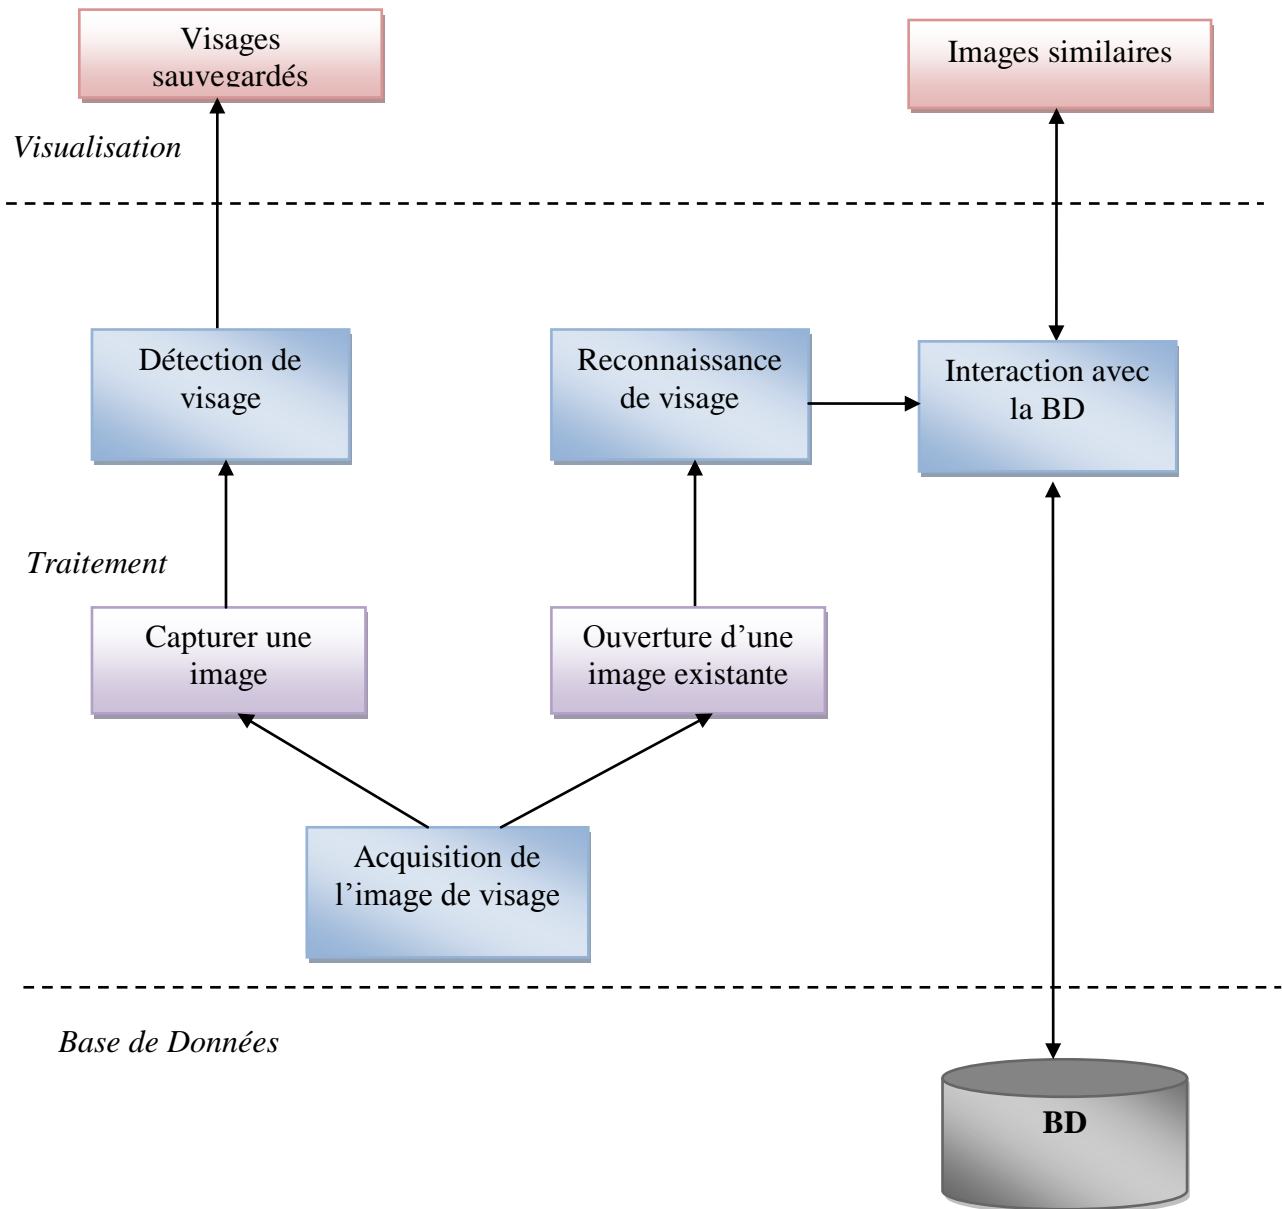 Visages
sauvegardés
Images similaires
Visualisation
Détection de
visage
Reconnaissance
de visage
Interaction avec
la BD
Traitement
Capturer une
image
Ouverture d’une
image existante
Acquisition de
l’image de visage
Base de Données
BD